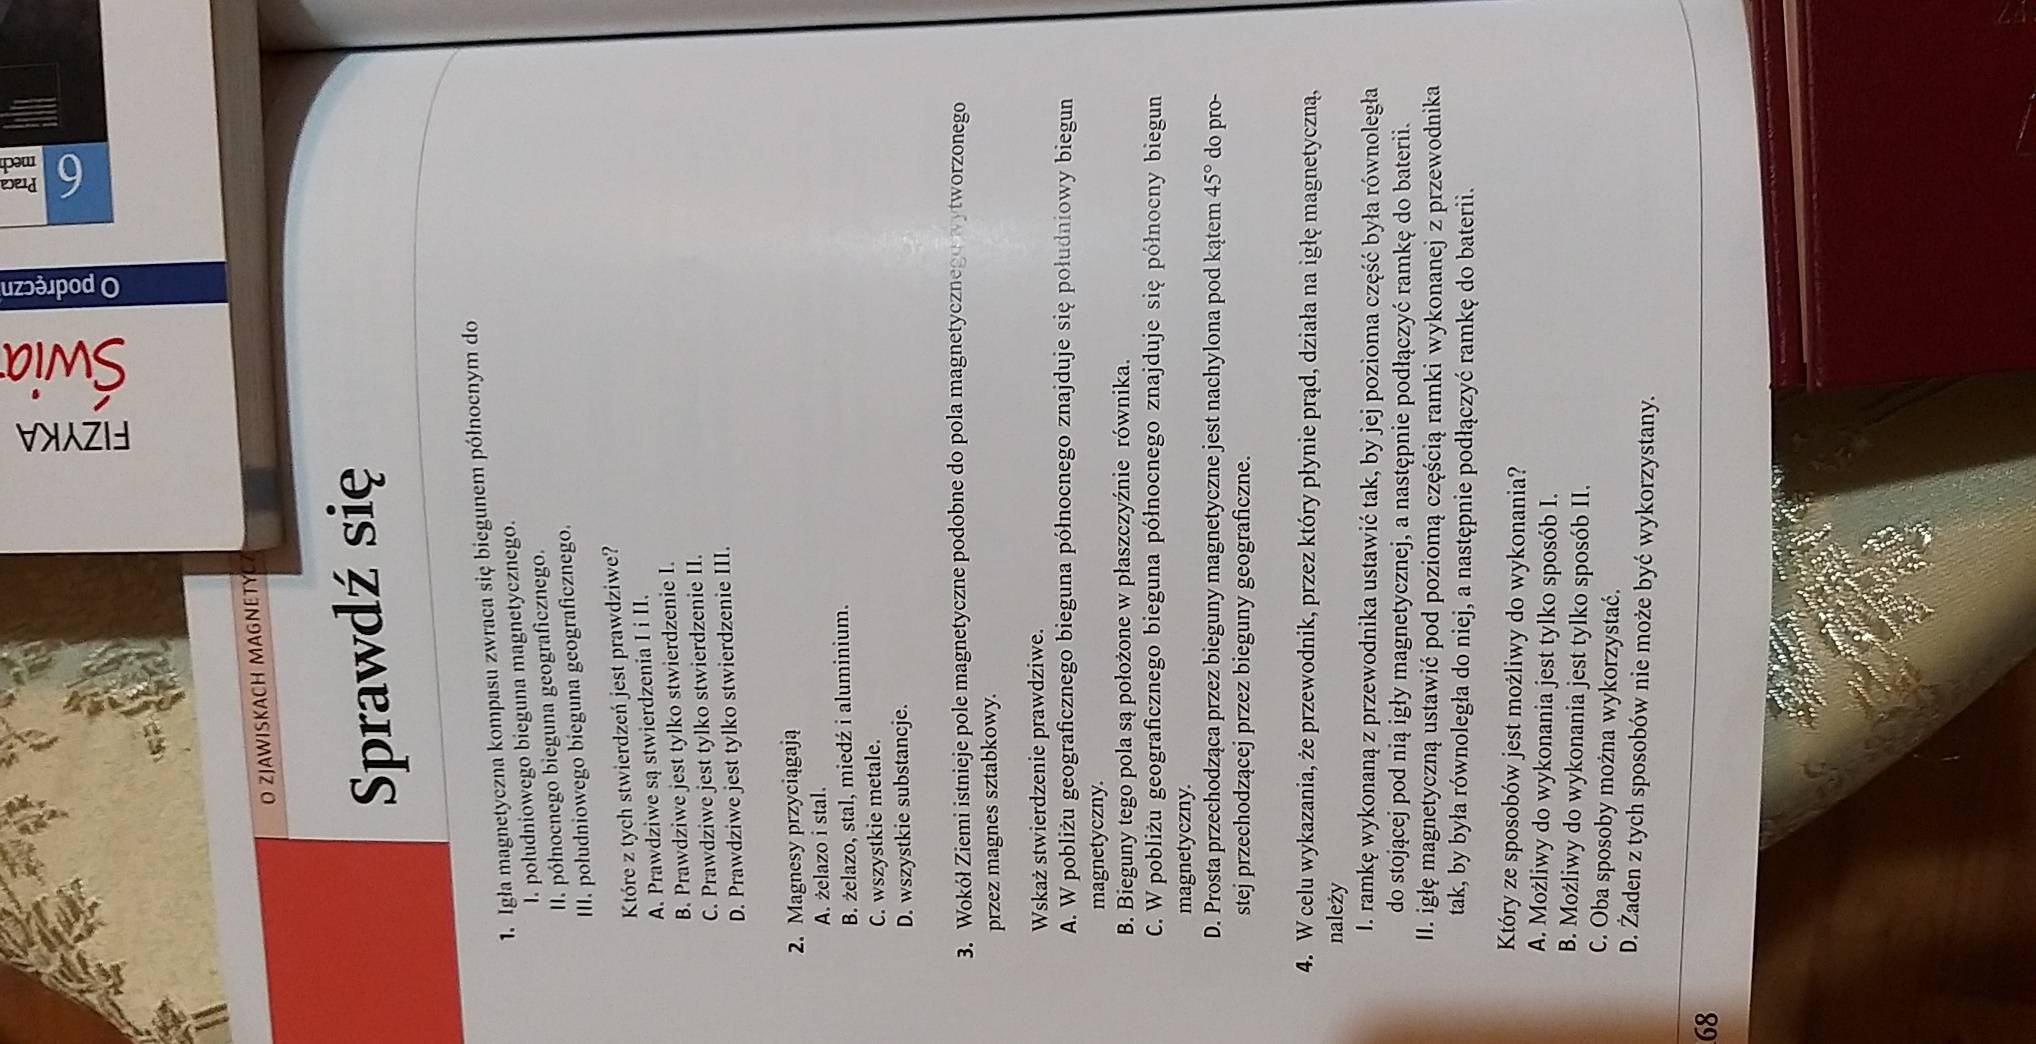 O ZJAWISKACH
Sprawdź się
1. Igła magnetyczna kompasu zwraca się biegunem północnym do
I. południowego bieguna magnetycznego.
II. północnego bieguna geograficznego.
III. południowego bieguna geograficznego.
Które z tych stwierdzeń jest prawdziwe?
A. Prawdziwe są stwierdzenia I i II.
B. Prawdziwe jest tylko stwierdzenie I.
C. Prawdziwe jest tylko stwierdzenie II.
D. Prawdziwe jest tylko stwierdzenie III.
2. Magnesy przyciągają
A. żelazo i stal.
B. żelazo, stal, miedź i aluminium.
C. wszystkie metale.
D. wszystkie substancje.
3. Wokół Ziemi istnieje pole magnetyczne podobne do pola magnetycznego wytworzonego
przez magnes sztabkowy.
Wskaż stwierdzenie prawdziwe.
A. W pobliżu geograficznego bieguna północnego znajduje się południowy biegun
magnetyczny.
B. Bieguny tego pola są położone w płaszczyźnie równika.
C. W pobliżu geograficznego bieguna północnego znajduje się północny biegun
magnetyczny.
D. Prosta przechodząca przez bieguny magnetyczne jest nachylona pod kątem 45° do pro-
stej przechodzącej przez bieguny geograficzne.
4. W celu wykazania, że przewodnik, przez który płynie prąd, działa na igłę magnetyczną,
należy
I. ramkę wykonaną z przewodnika ustawić tak, by jej pozioma część była równoległa
do stojącej pod nią igły magnetycznej, a następnie podłączyć ramkę do baterii.
II. igłę magnetyczną ustawić pod poziomą częścią ramki wykonanej z przewodnika
tak, by była równoległa do niej, a następnie podłączyć ramkę do baterii.
Który ze sposobów jest możliwy do wykonania?
A. Możliwy do wykonania jest tylko sposób I.
B. Możliwy do wykonania jest tylko sposób II.
C. Oba sposoby można wykorzystać.
D. Żaden z tych sposobów nie może być wykorzystany.
68
FIZYKA
O
6
Praca